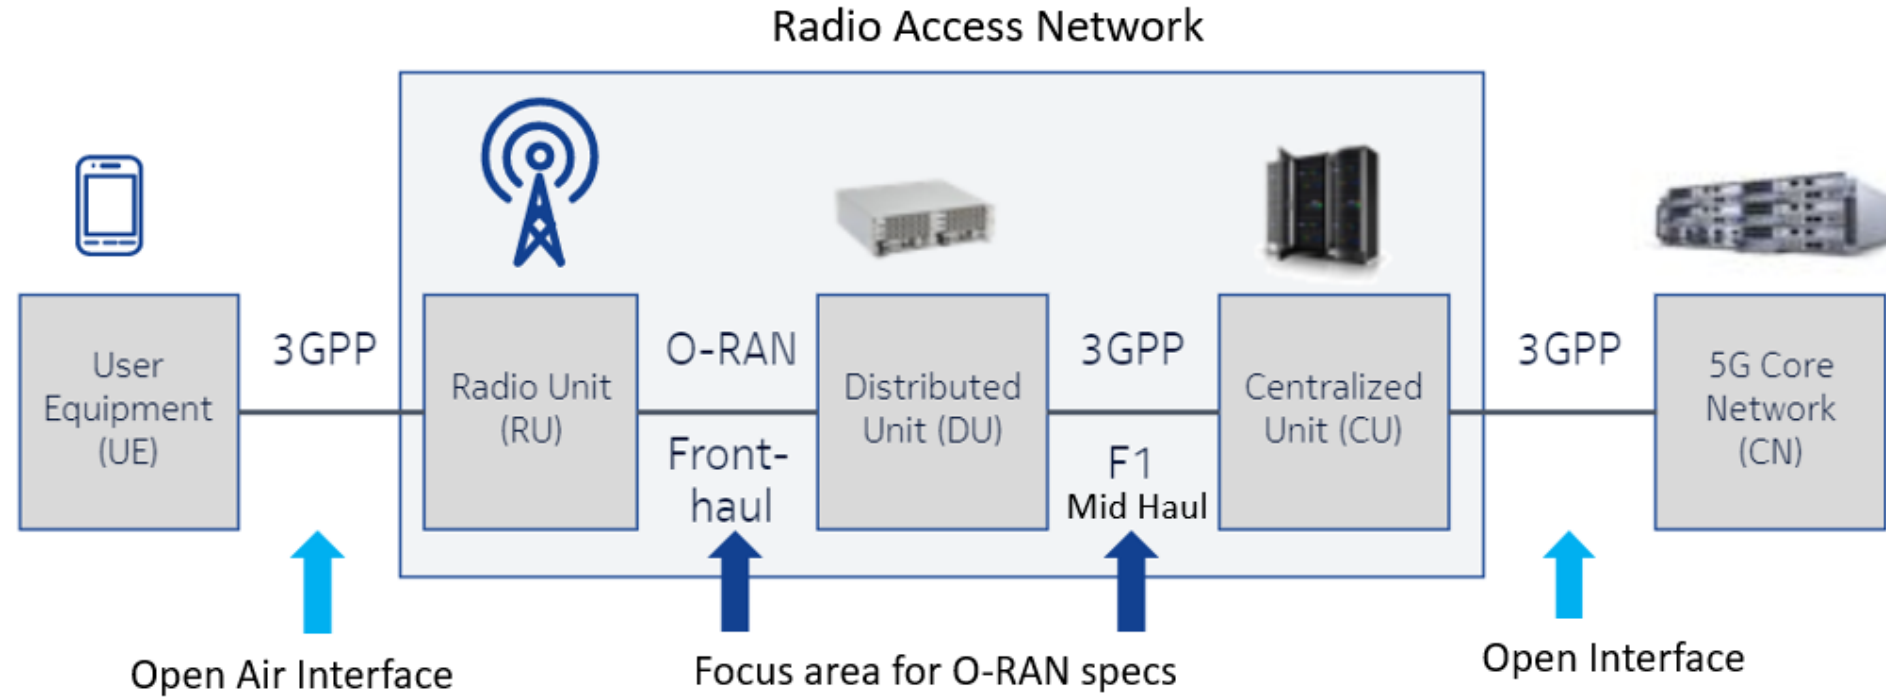 Radio Access Network
User
Equipment
(UE)
3GPP
Radio Unit
(RU)
O-RAN
Front-
haul
Distributed
Unit (DU)
3GPP
F1
Mid Haul
Centralized
Unit (CU)
3GPP
5G Core
Network
(CN)
Open Air Interface
Focus area for O-RAN specs
Open Interface